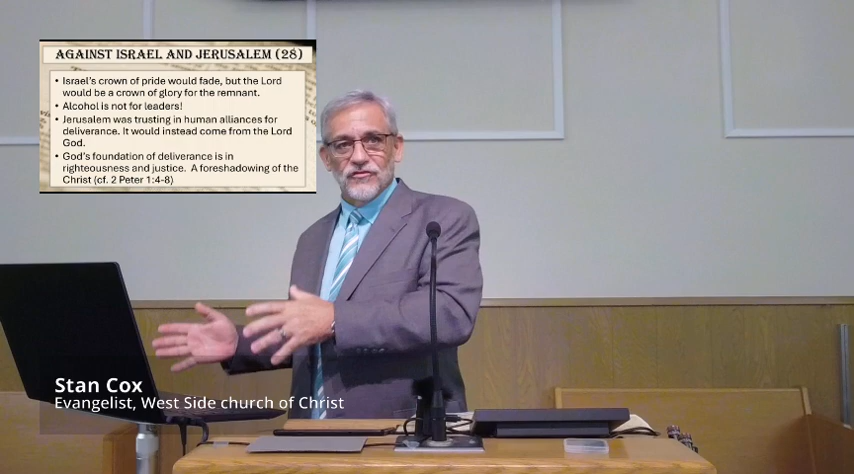 AGAINST ISRAEL AND JERUSALEM (28)
• Israel's crown of pride would fade, but the Lord
would be a crown of glory for the remnant.
• Alcohol is not for leaders!
• Jerusalem was trusting in human alliances for
deliverance. It would instead come from the Lord
God.
• God's foundation of deliverance is in
righteousness and justice. A foreshadowing of the
Christ (cf. 2 Peter 1:4-8)
Stan Cox
Evangelist, West Side church of Christ